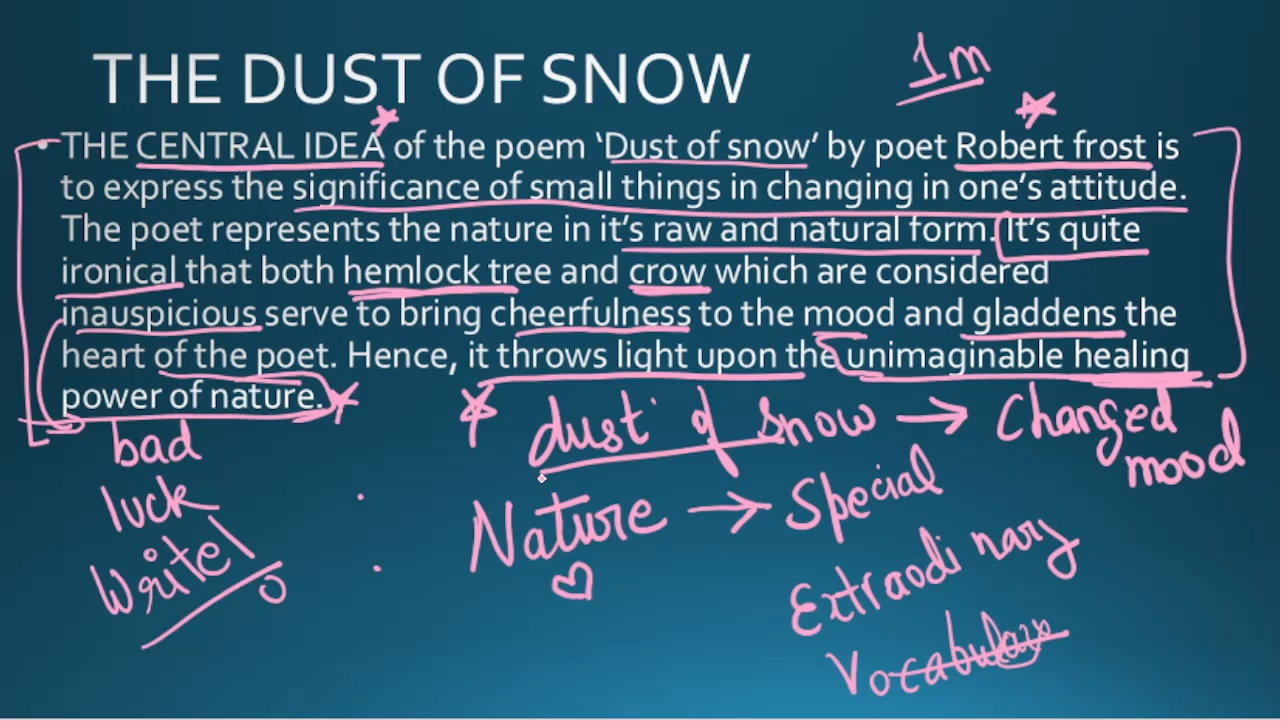 THE DUST OF SNOW
1m
• THE CENTRAL IDEA of the poem ‘Dust of snow’ by poet Robert frost is
to express the significance of small things in changing in one’s attitude.
The poet represents the nature in it’s raw and natural form. It’s quite
ironical that both hemlock tree and crow which are considered
inauspicious serve to bring cheerfulness to the mood and gladdens the
heart of the poet. Hence, it throws light upon the unimaginable healing
power of nature.
bad
luck
Write
dust of snow → Changed
mood
Nature → Special
Extraodinary
Vocabulary